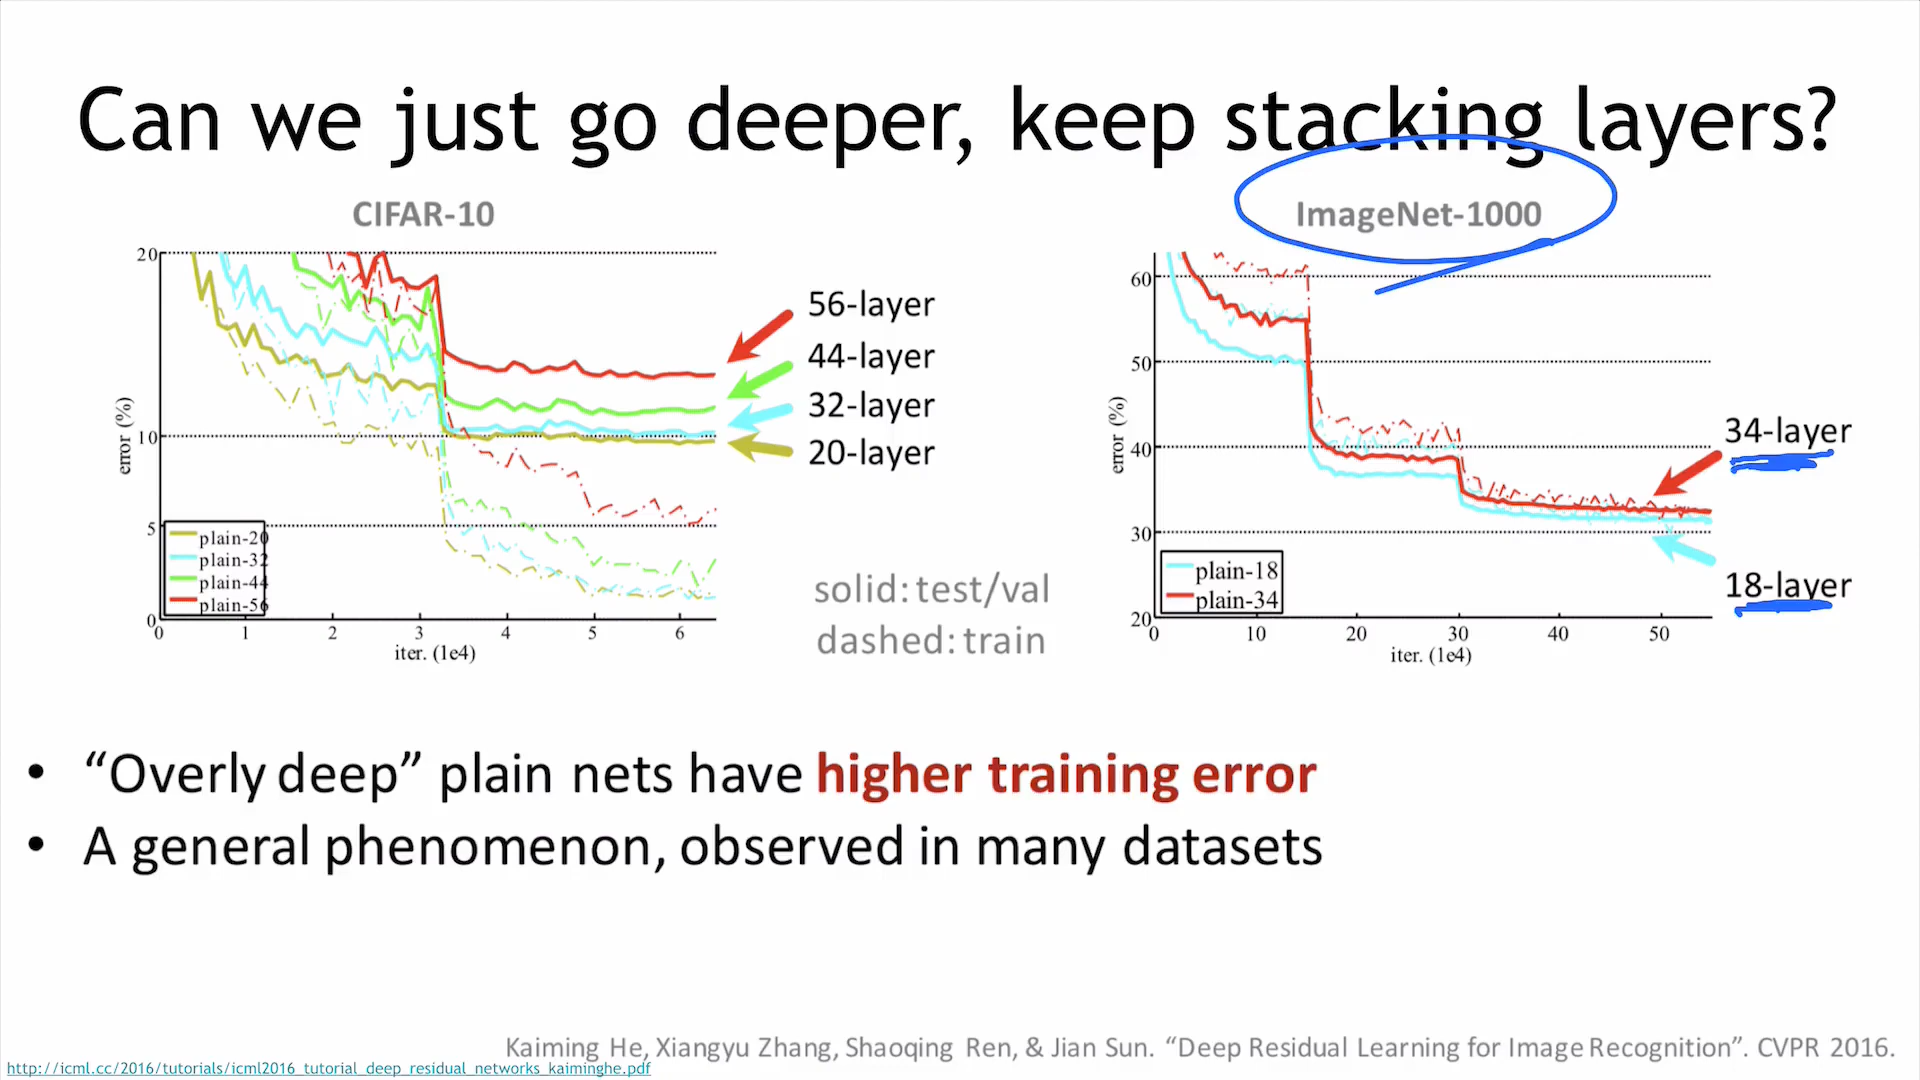 Can we just go deeper, keep stacking layers?
CIFAR-10
20
10
5
0
error (%)
plain-20
plain-32
plain-44
plain-56
0 1 2 3 4 5 6
iter. (1e4)
56-layer
44-layer
32-layer
20-layer
solid: test/val
dashed: train
ImageNet-1000
60
50
40
30
20
error (%)
plain-18
plain-34
0 10 20 30 40 50
iter. (1e4)
34-layer
18-layer
• “Overly deep” plain nets have higher training error
• A general phenomenon, observed in many datasets
Kaiming He, Xiangyu Zhang, Shaoqing Ren, & Jian Sun. “Deep Residual Learning for Image Recognition”. CVPR 2016.
http://icml.cc/2016/tutorials/icml2016_tutorial_deep_residual_networks_kaiminghe.pdf